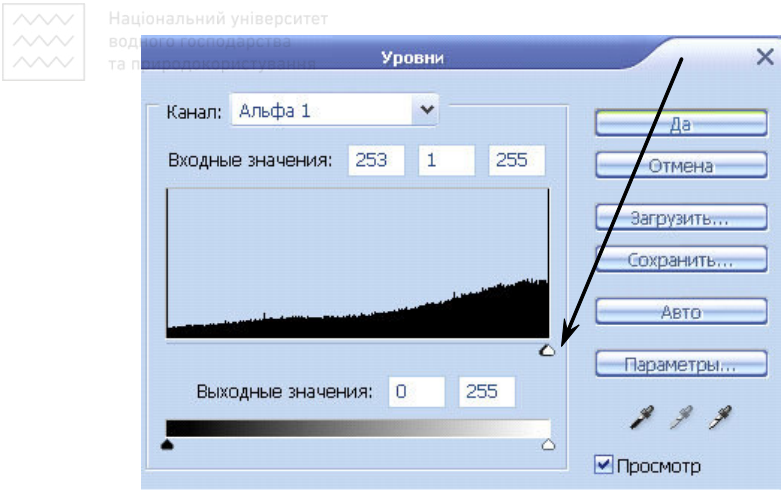 Національний університет
водного господарства
та природокористування
Уровни
Канал: Альфа 1
Входные значения: 253 1 255
Выходные значения: 0 255
Да
Отмена
Загрузить...
Сохранить...
Авто
Параметры...
Просмотр